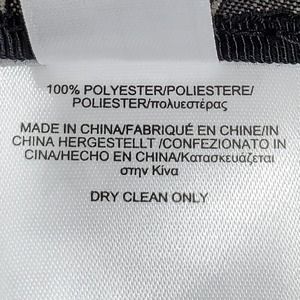 100% POLYESTER/POLIESTERE/
POLIESTER/πολυεστέρας
MADE IN CHINA/FABRIQUÉ EN CHINE/IN
CHINA HERGESTELLT /CONFEZIONATO IN
CINA/HECHO EN CHINA/Κατασκευάζεται
στην Κίνα
DRY CLEAN ONLY